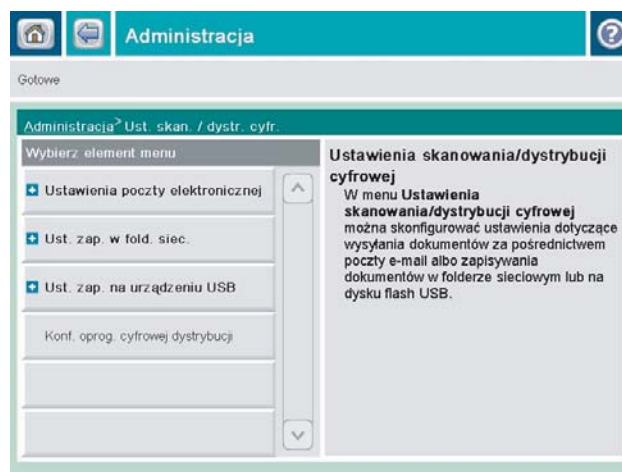 Administracja
?
Gotowe
Administracja> Ust. skan. / dystr. cyfr.
Wybierz element menu
Ustawienia poczty elektronicznej
Ust. zap. w fold. siec.
Ust. zap. na urządzeniu USB
Konf. oprog. cyfrowej dystrybucji
Ustawienia skanowania/dystrybucji
cyfrowej
W menu Ustawienia
skanowania/dystrybucji cyfrowej
można skonfigurować ustawienia dotyczące
wysyłania dokumentów za pośrednictwem
poczty e-mail albo zapisywania
dokumentów w folderze sieciowym lub na
dysku flash USB.